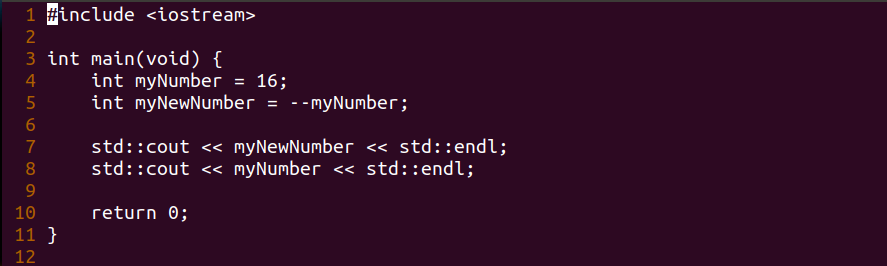 1 #include <iostream>
2
3 int main(void) {
4     int myNumber = 16;
5     int myNewNumber = --myNumber;
6
7     std::cout << myNewNumber << std::endl;
8     std::cout << myNumber << std::endl;
9
10     return 0;
11 }
12